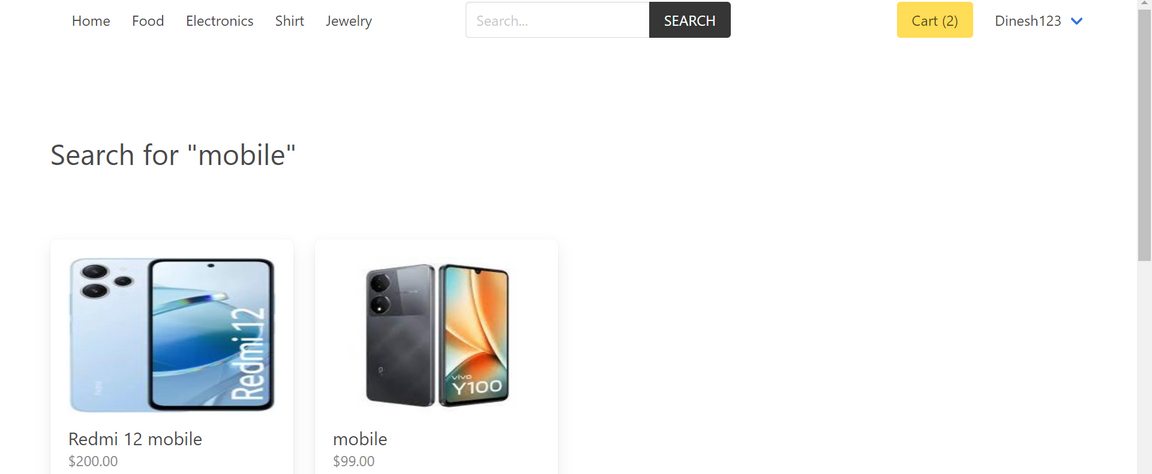 Home Food Electronics Shirt Jewelry Search... SEARCH Cart (2) Dinesh123
Search for "mobile"
Redmi 12
vivo
Y100
Redmi 12 mobile
$200.00
mobile
$99.00